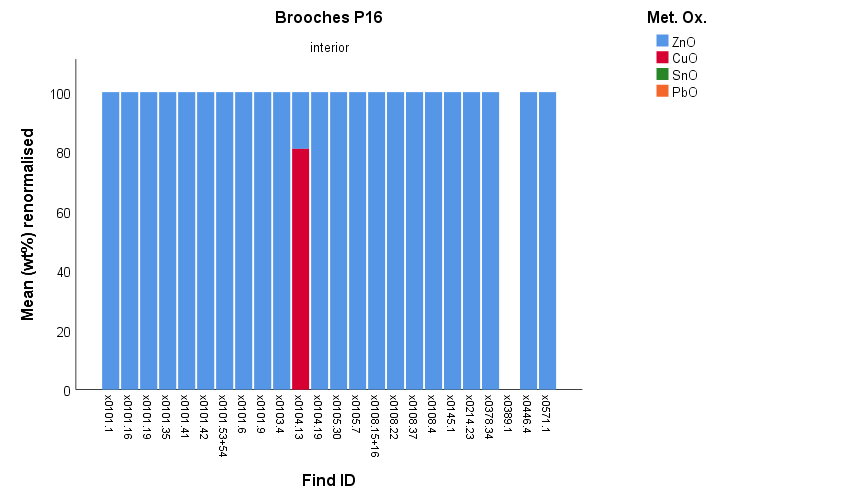 Brooches P16
interior
Met. Ox.
ZnO
CuO
SnO
PbO
Mean (wt%) renormalised
100
80
60
40
20
0
x0101.1
x0101.16
x0101.19
x0101.35
x0101.41
x0101.42
x0101.53+54
x0101.6
x0101.9
x0103.4
x0104.13
x0104.19
x0105.30
x0105.7
x0108.15+16
x0108.22
x0108.37
x0108.4
x0145.1
x0214.23
x0378.34
x0389.1
x0446.4
x0571.1
Find ID